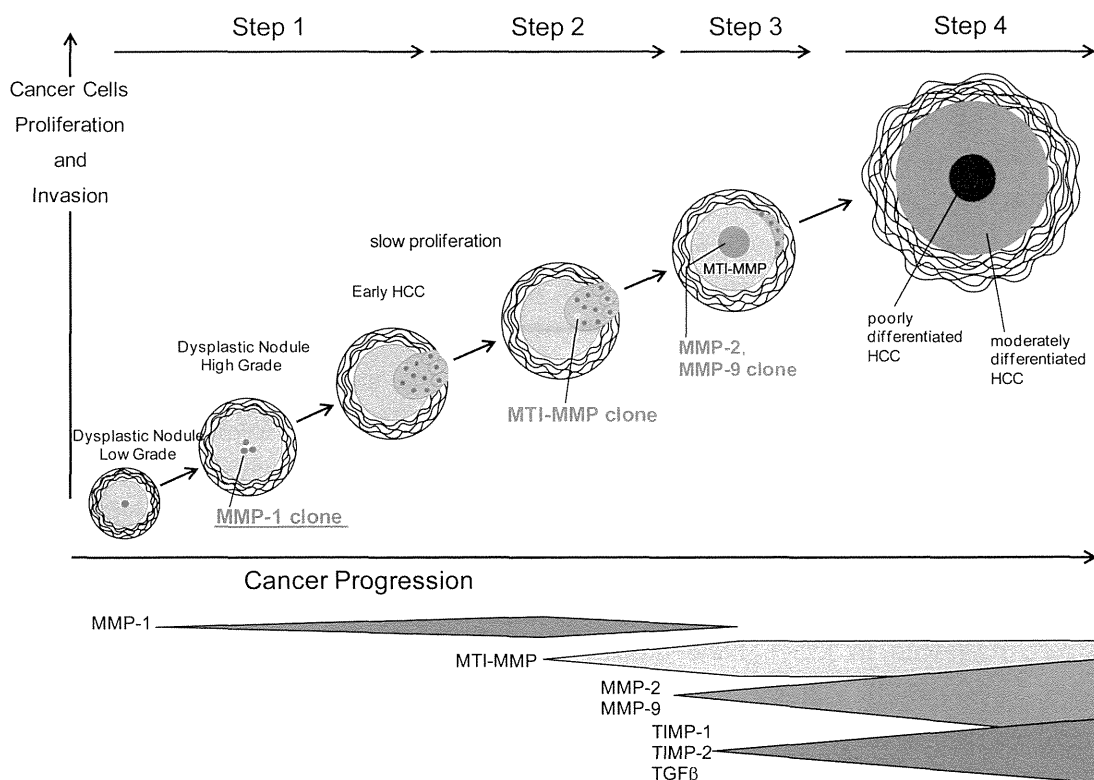 Step 1
Step 2
Step 3
Step 4
Cancer Cells
Proliferation
and
Invasion
slow proliferation
Early HCC
Dysplastic Nodule
High Grade
Dysplastic Nodule
Low Grade
MMP-1 clone
MTI-MMP clone
MTI-MMP
MMP-2,
MMP-9 clone
poorly
differentiated
HCC
moderately
differentiated
HCC
Cancer Progression
MMP-1
MTI-MMP
MMP-2
MMP-9
TIMP-1
TIMP-2
TGFβ